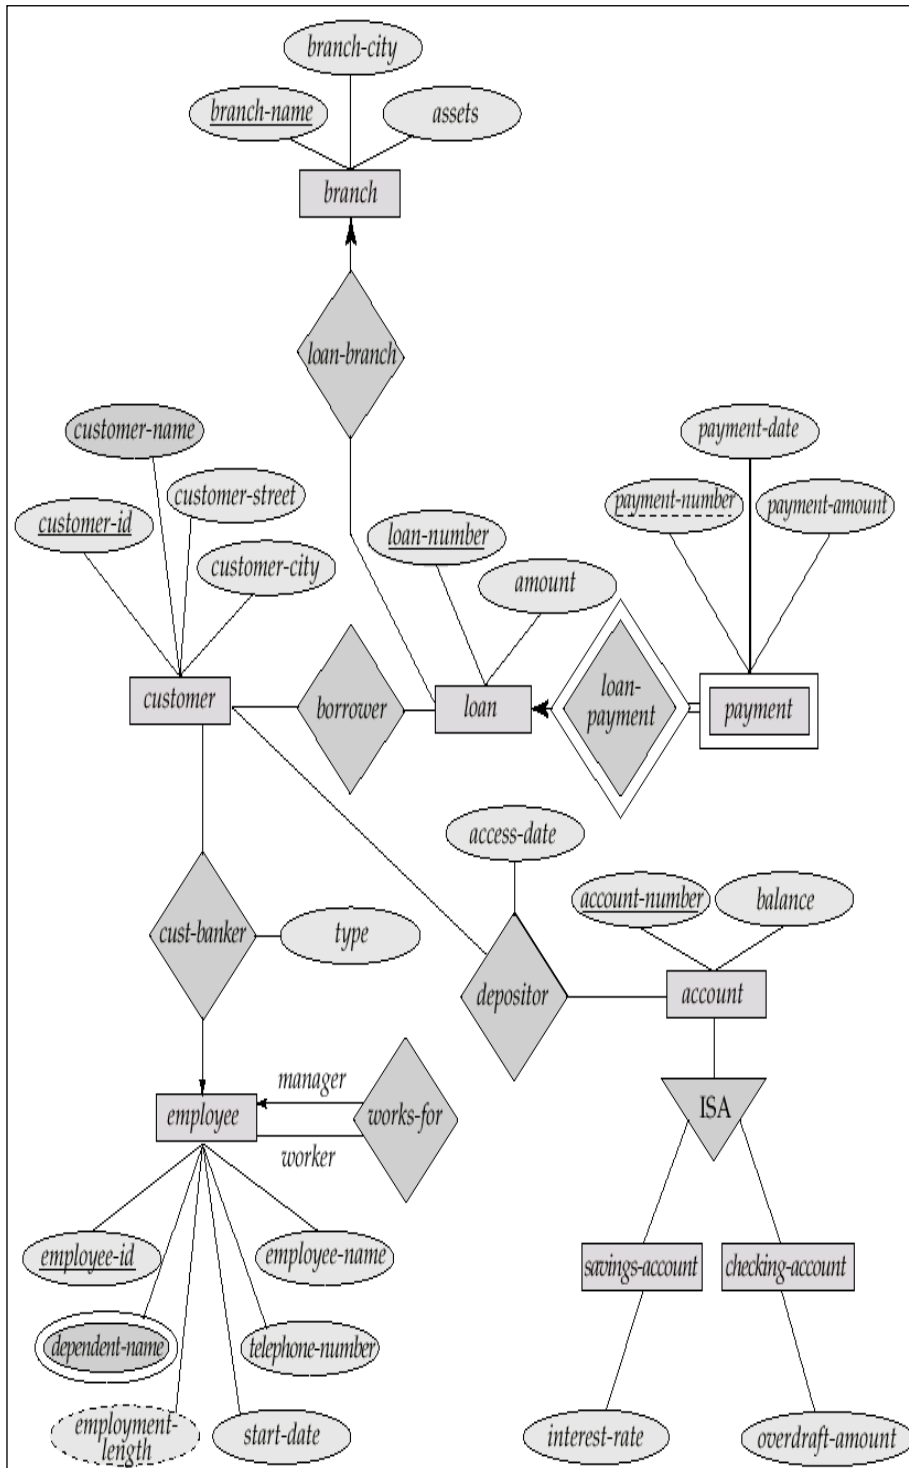 branch-city
branch-name
assets
branch
loan-branch
customer-name
customer-street
customer-id
customer-city
loan-number
amount
payment-date
payment-number
payment-amount
customer
borrower
loan
loan-
payment
payment
access-date
account-number
balance
cust-banker
type
depositor
account
manager
employee
works-for
worker
ISA
employee-id
employee-name
savings-account
checking-account
dependent-name
telephone-number
employment-
length
start-date
interest-rate
overdraft-amount